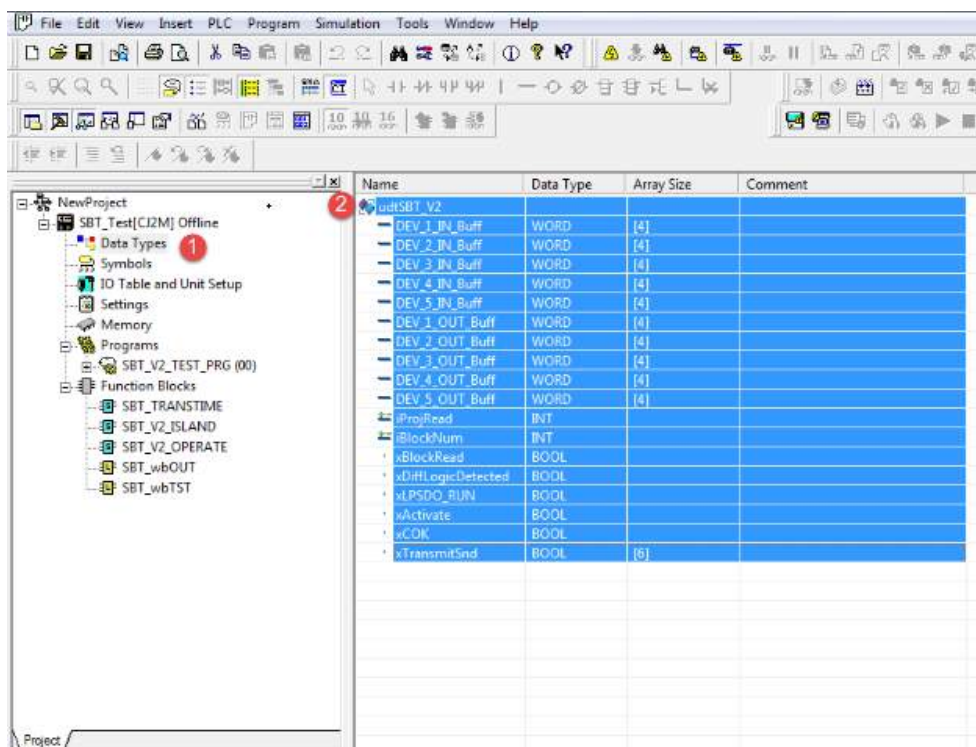 File Edit View Insert PLC Program Simulation Tools Window Help
NewProject
SBT_Test[CJ2M] Offline
Data Types 1
Symbols
IO Table and Unit Setup
Settings
Memory
Programs
SBT_V2_TEST_PRG (00)
Function Blocks
SBT_TRANSTIME
SBT_V2_ISLAND
SBT_V2_OPERATE
SBT_wbOUT
SBT_wbTST
Project
Name Data Type Array Size Comment
2 udtSBT_V2
DEV_1_IN_Buff WORD [4]
DEV_2_IN_Buff WORD [4]
DEV_3_IN_Buff WORD [4]
DEV_4_IN_Buff WORD [4]
DEV_5_IN_Buff WORD [4]
DEV_1_OUT_Buff WORD [4]
DEV_2_OUT_Buff WORD [4]
DEV_3_OUT_Buff WORD [4]
DEV_4_OUT_Buff WORD [4]
DEV_5_OUT_Buff WORD [4]
iProjRead INT
iBlockNum INT
xBlockRead BOOL
xDiffLogicDetected BOOL
xLPSDO_RUN BOOL
xActivate BOOL
xCOK BOOL
xTransmitSnd BOOL [6]